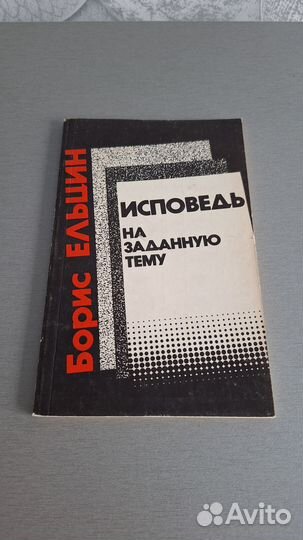 Борис ЕЛЬЦИН
ИСПОВЕДЬ
НА
ЗАДАННУЮ
ТЕМУ
Avito